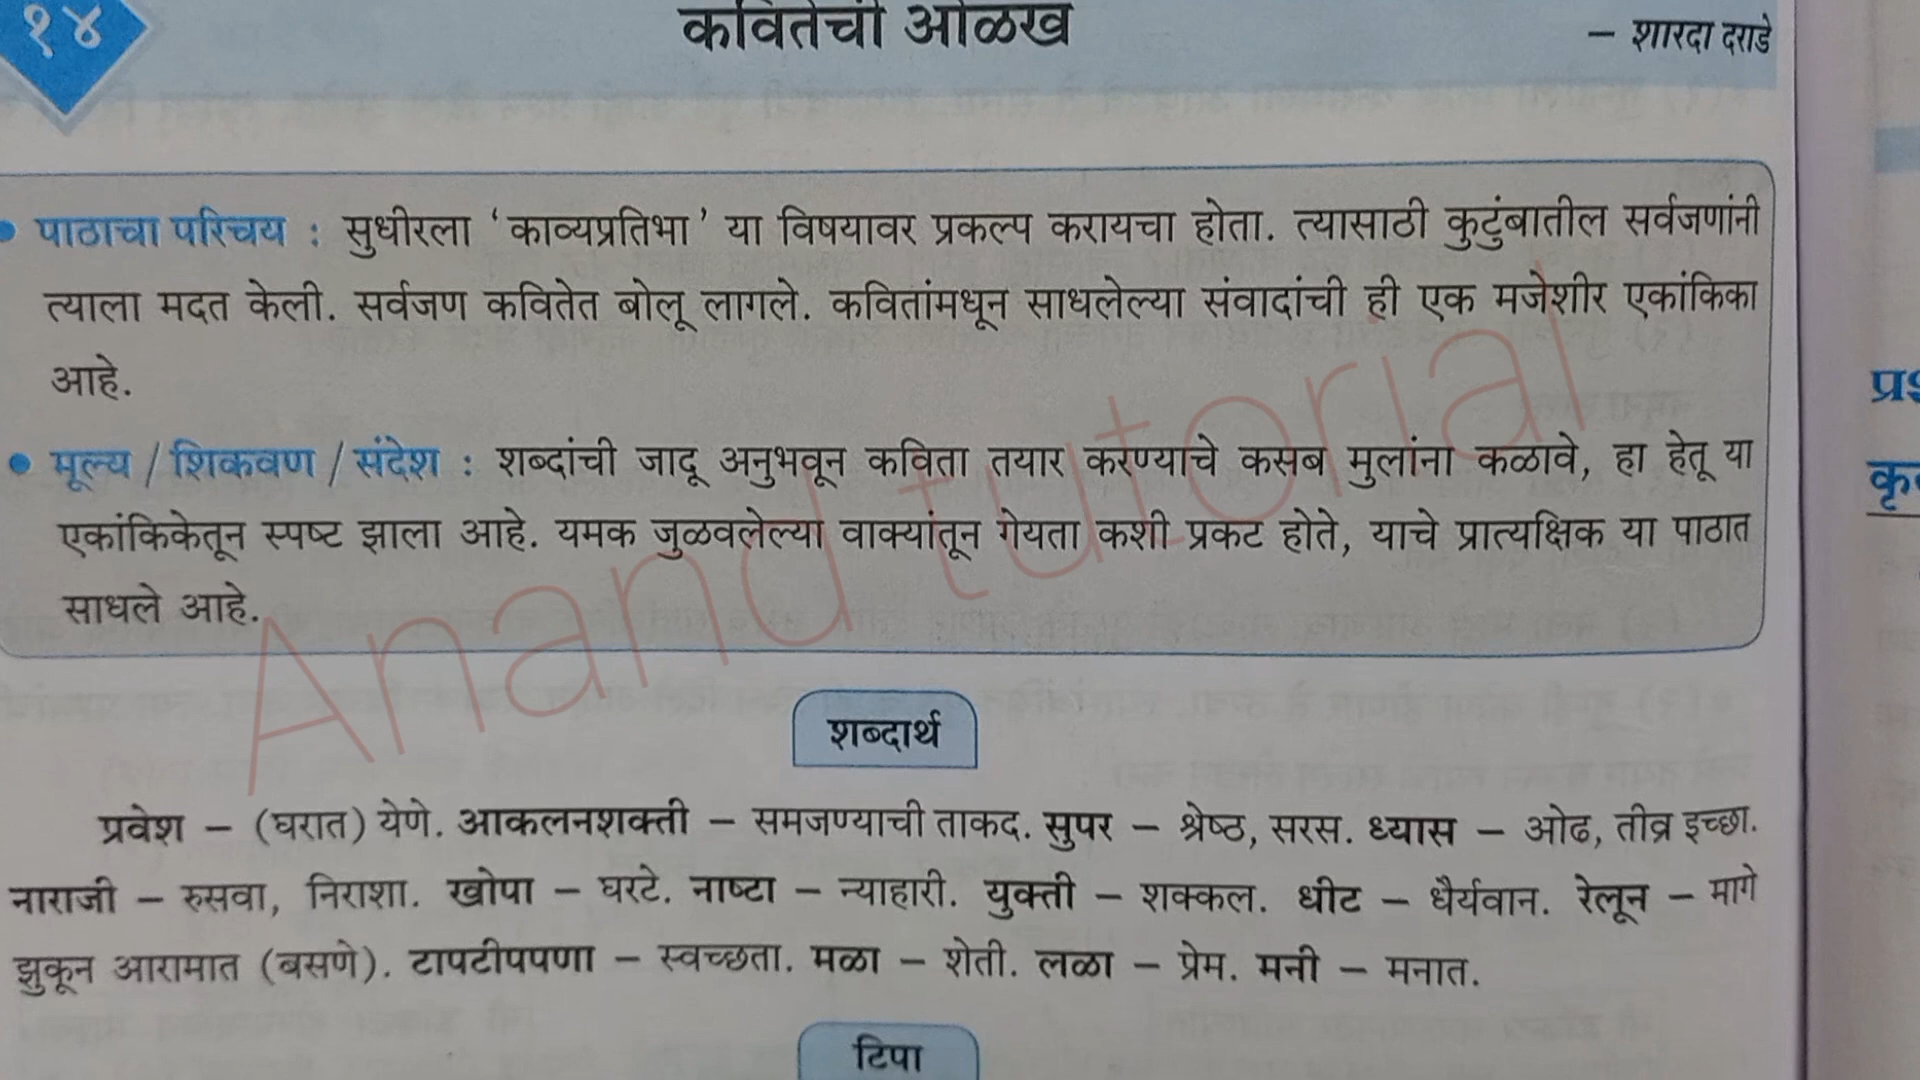 १४
कवितेची ओळख
– शारदा दराडे
• पाठाचा परिचय : सुधीरला ‘काव्यप्रतिभा’ या विषयावर प्रकल्प करायचा होता. त्यासाठी कुटुंबातील सर्वजणांनी
त्याला मदत केली. सर्वजण कवितेत बोलू लागले. कवितांमधून साधलेल्या संवादांची ही एक मजेशीर एकांकिका
आहे.
• मूल्य / शिकवण / संदेश : शब्दांची जादू अनुभवून कविता तयार करण्याचे कसब मुलांना कळावे, हा हेतू या
एकांकिकेतून स्पष्ट झाला आहे. यमक जुळवलेल्या वाक्यांतून गेयता कशी प्रकट होते, याचे प्रात्यक्षिक या पाठात
साधले आहे.
Anand tutorial
शब्दार्थ
प्रवेश – (घरात) येणे. आकलनशक्ती – समजण्याची ताकद. सुपर – श्रेष्ठ, सरस. ध्यास – ओढ, तीव्र इच्छा.
नाराजी – रुसवा, निराशा. खोपा – घरटे. नाष्टा – न्याहारी. युक्ती – शक्कल. धीट – धैर्यवान. रेलून – मागे
झुकून आरामात (बसणे). टापटीपपणा – स्वच्छता. मळा – शेती. लळा – प्रेम. मनी – मनात.
टिपा